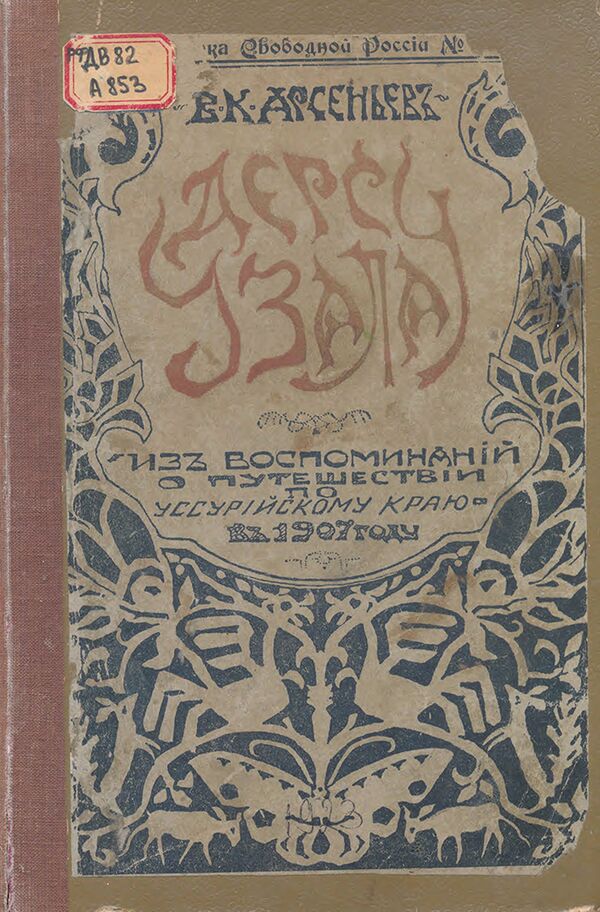 ДВ 82
А 853
ка Свободной Россіи №
В·К·АРСЕНЬЕВЪ
ДЕРСУ
УЗАЛА
ИЗЪ ВОСПОМИНАНІЙ
О ПУТЕШЕСТВІИ
ПО
УССУРІЙСКОМУ КРАЮ
ВЪ 1907 ГОДУ
1923